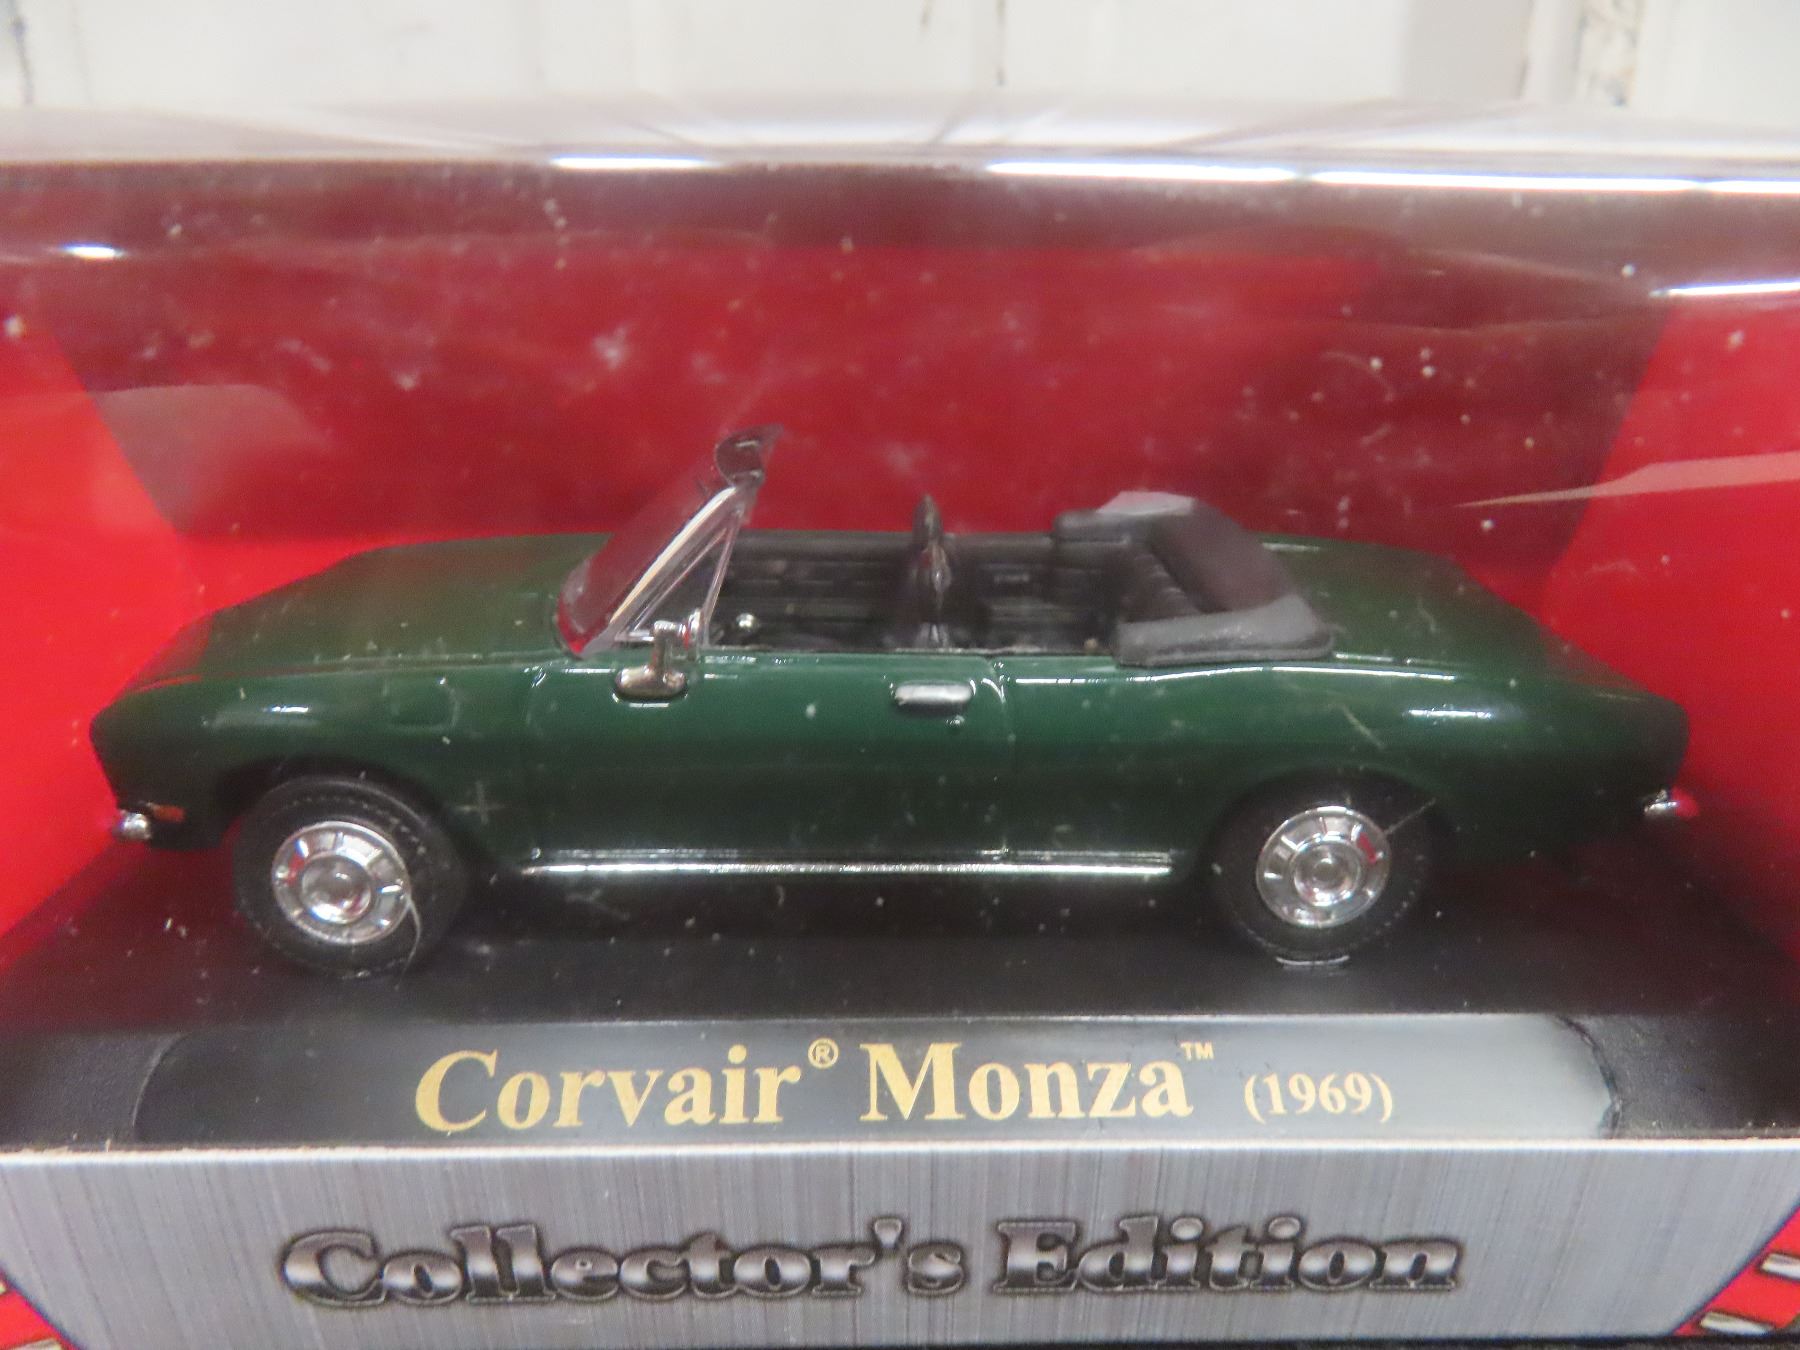 Corvair® Monza™ (1969)
Collector's Edition